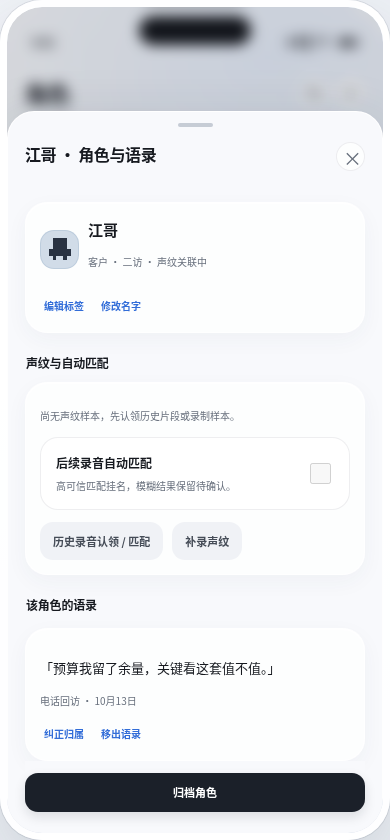 江哥 · 角色与语录
江哥
客户 · 二访 · 声纹关联中
编辑标签 修改名字
声纹与自动匹配
尚无声纹样本，先认领历史片段或录制样本。
后续录音自动匹配
高可信匹配挂名，模糊结果保留待确认。
历史录音认领 / 匹配 补录声纹
该角色的语录
「预算我留了余量，关键看这套值不值。」
电话回访 · 10月13日
纠正归属 移出语录
归档角色